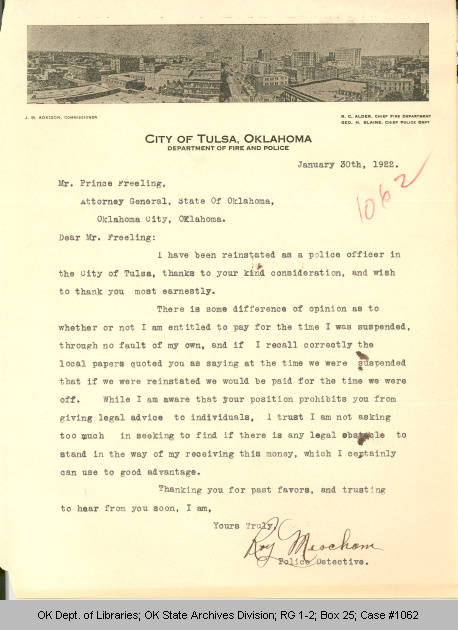 J. M. ADKISON, COMMISSIONER
R. C. ALDER, CHIEF FIRE DEPARTMENT
GEO. H. BLAINE, CHIEF POLICE DEPT
CITY OF TULSA, OKLAHOMA
DEPARTMENT OF FIRE AND POLICE
January 30th, 1922.
1062
Mr. Prince Freeling,
Attorney General, State Of Oklahoma,
Oklahoma City, Oklahoma.
Dear Mr. Freeling:
I have been reinstated as a police officer in
the City of Tulsa, thanks to your kind consideration, and wish
to thank you most earnestly.
There is some difference of opinion as to
whether or not I am entitled to pay for the time I was suspended,
through no fault of my own, and if I recall correctly the
local papers quoted you as saying at the time we were suspended
that if we were reinstated we would be paid for the time we were
off. While I am aware that your position prohibits you from
giving legal advice to individuals, I trust I am not asking
too much in seeking to find if there is any legal obstacle to
stand in the way of my receiving this money, which I certainly
can use to good advantage.
Thanking you for past favors, and trusting
to hear from you soon, I am,
Yours Truly,
Roy Meacham
Police Detective.
OK Dept. of Libraries; OK State Archives Division; RG 1-2; Box 25; Case #1062